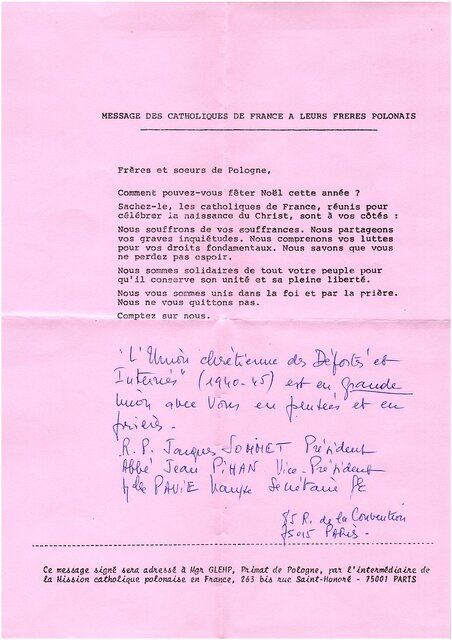 MESSAGE DES CATHOLIQUES DE FRANCE A LEURS FRERES POLONAIS
Frères et soeurs de Pologne,
Comment pouvez-vous fêter Noël cette année ?
Sachez-le, les catholiques de France, réunis pour
célébrer la naissance du Christ, sont à vos côtés :
Nous souffrons de vos souffrances. Nous partageons
vos graves inquiétudes. Nous comprenons vos luttes
pour vos droits fondamentaux. Nous savons que vous
ne perdez pas espoir.
Nous sommes solidaires de tout votre peuple pour
qu'il conserve son unité et sa pleine liberté.
Nous vous sommes unis dans la foi et par la prière.
Nous ne vous quittons pas.
Comptez sur nous.
"L'Union chrétienne des Déportés et
Internés" (1940-45) est en grande
union avec Vous en pensées et en
prières.
R.P. Jacques SOMMET Président
Abbé Jean PIHAN Vice-Président
PAVIE Secrétaire
85 R. de la Convention
75015 PARIS -
Ce message signé sera adressé à Mgr GLEMP, Primat de Pologne, par l'intermédiaire de
la Mission catholique polonaise en France, 263 bis rue Saint-Honoré - 75001 PARIS